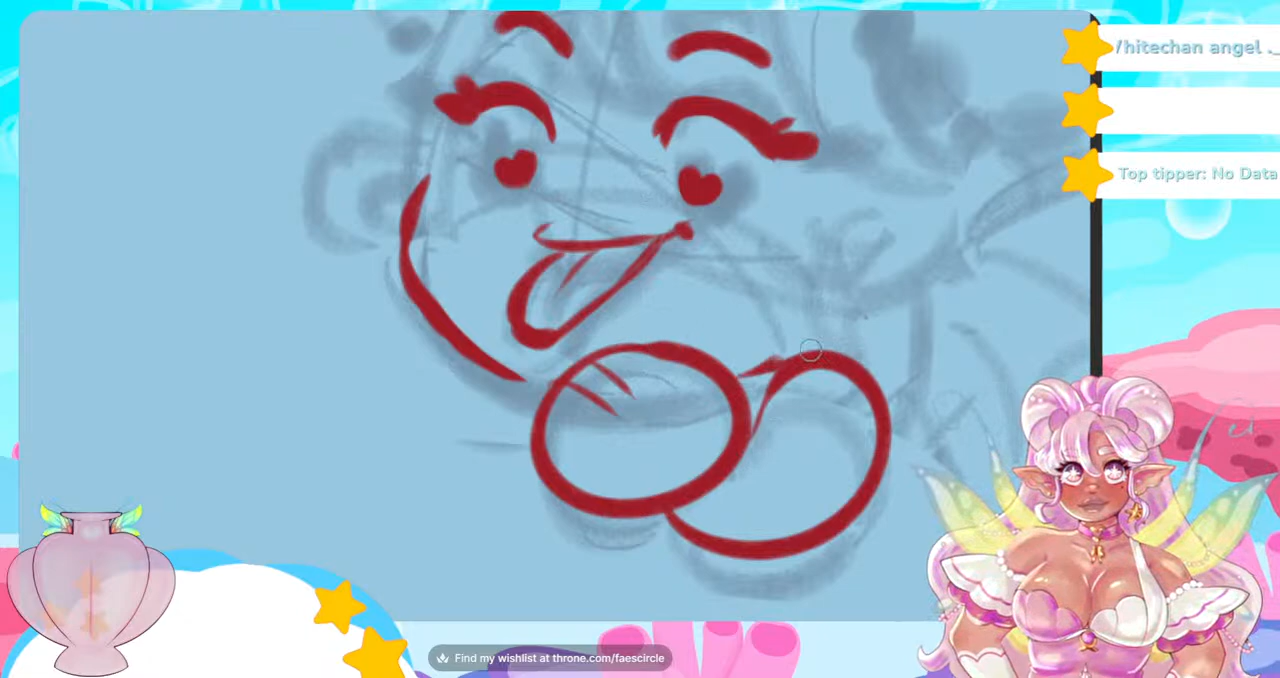 /hitechan angel ._
Top tipper: No Data
Find my wishlist at throne.com/faescircle